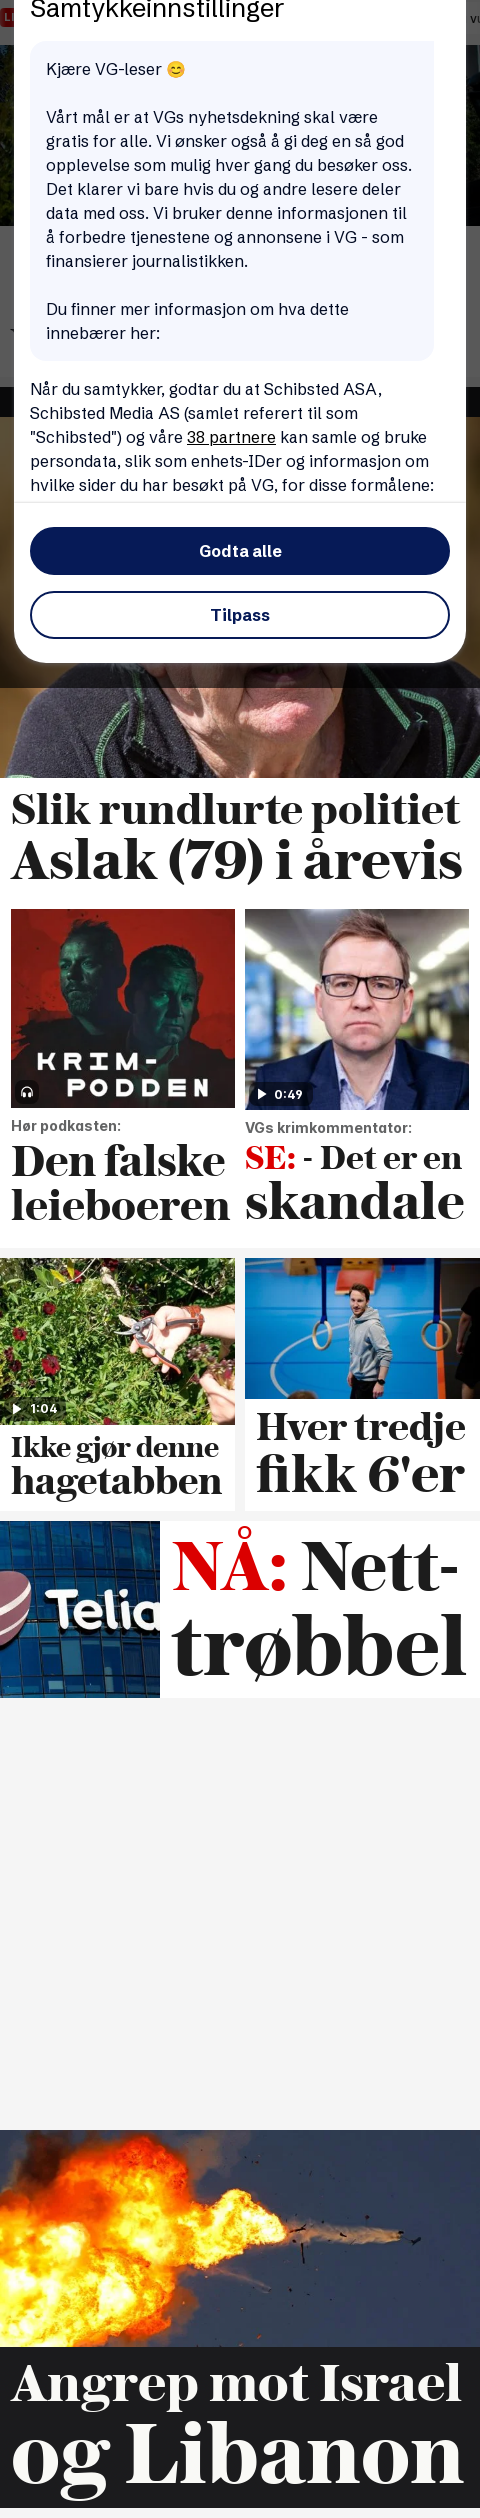 Samtykkeinnstillinger
Kjære VG-leser 😊
Vårt mål er at VGs nyhetsdekning skal være
gratis for alle. Vi ønsker også å gi deg en så god
opplevelse som mulig hver gang du besøker oss.
Det klarer vi bare hvis du og andre lesere deler
data med oss. Vi bruker denne informasjonen til
å forbedre tjenestene og annonsene i VG - som
finansierer journalistikken.
Du finner mer informasjon om hva dette
innebærer her:
Når du samtykker, godtar du at Schibsted ASA,
Schibsted Media AS (samlet referert til som
"Schibsted") og våre 38 partnere kan samle og bruke
persondata, slik som enhets-IDer og informasjon om
hvilke sider du har besøkt på VG, for disse formålene:
Godta alle
Tilpass
Slik rundlurte politiet
Aslak (79) i årevis
KRIM-
PODDEN
Hør podkasten:
Den falske
leieboeren
0:49
VGs krimkommentator:
SE: - Det er en
skandale
1:04
Ikke gjør denne
hagetabben
Hver tredje
fikk 6'er
Telia
NÅ: Nett-
trøbbel
Angrep mot Israel
og Libanon